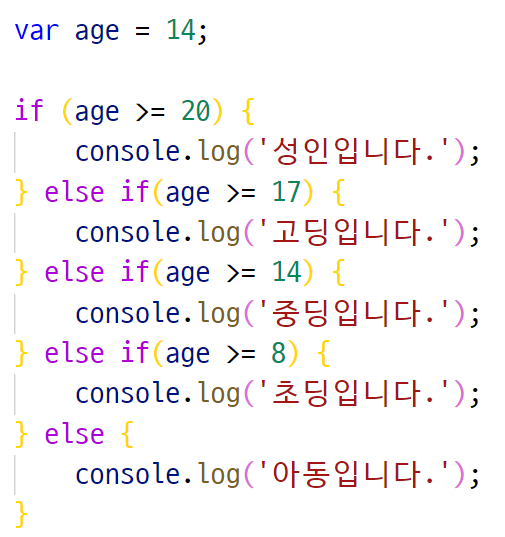 var age = 14;
if (age >= 20) {
    console.log('성인입니다.');
} else if(age >= 17) {
    console.log('고딩입니다.');
} else if(age >= 14) {
    console.log('중딩입니다.');
} else if(age >= 8) {
    console.log('초딩입니다.');
} else {
    console.log('아동입니다.');
}